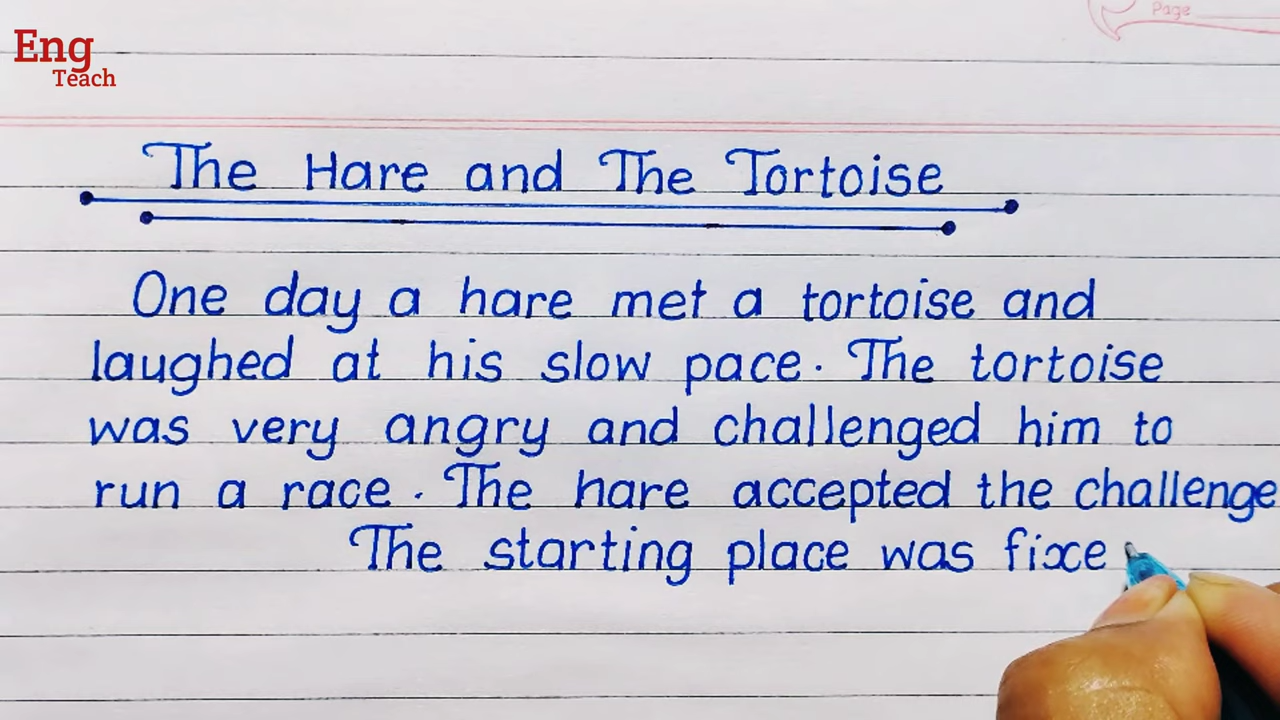 Page
Eng
Teach
The Hare and The Tortoise
One day a hare met a tortoise and
laughed at his slow pace. The tortoise
was very angry and challenged him to
run a race. The hare accepted the challenge
The starting place was fixe